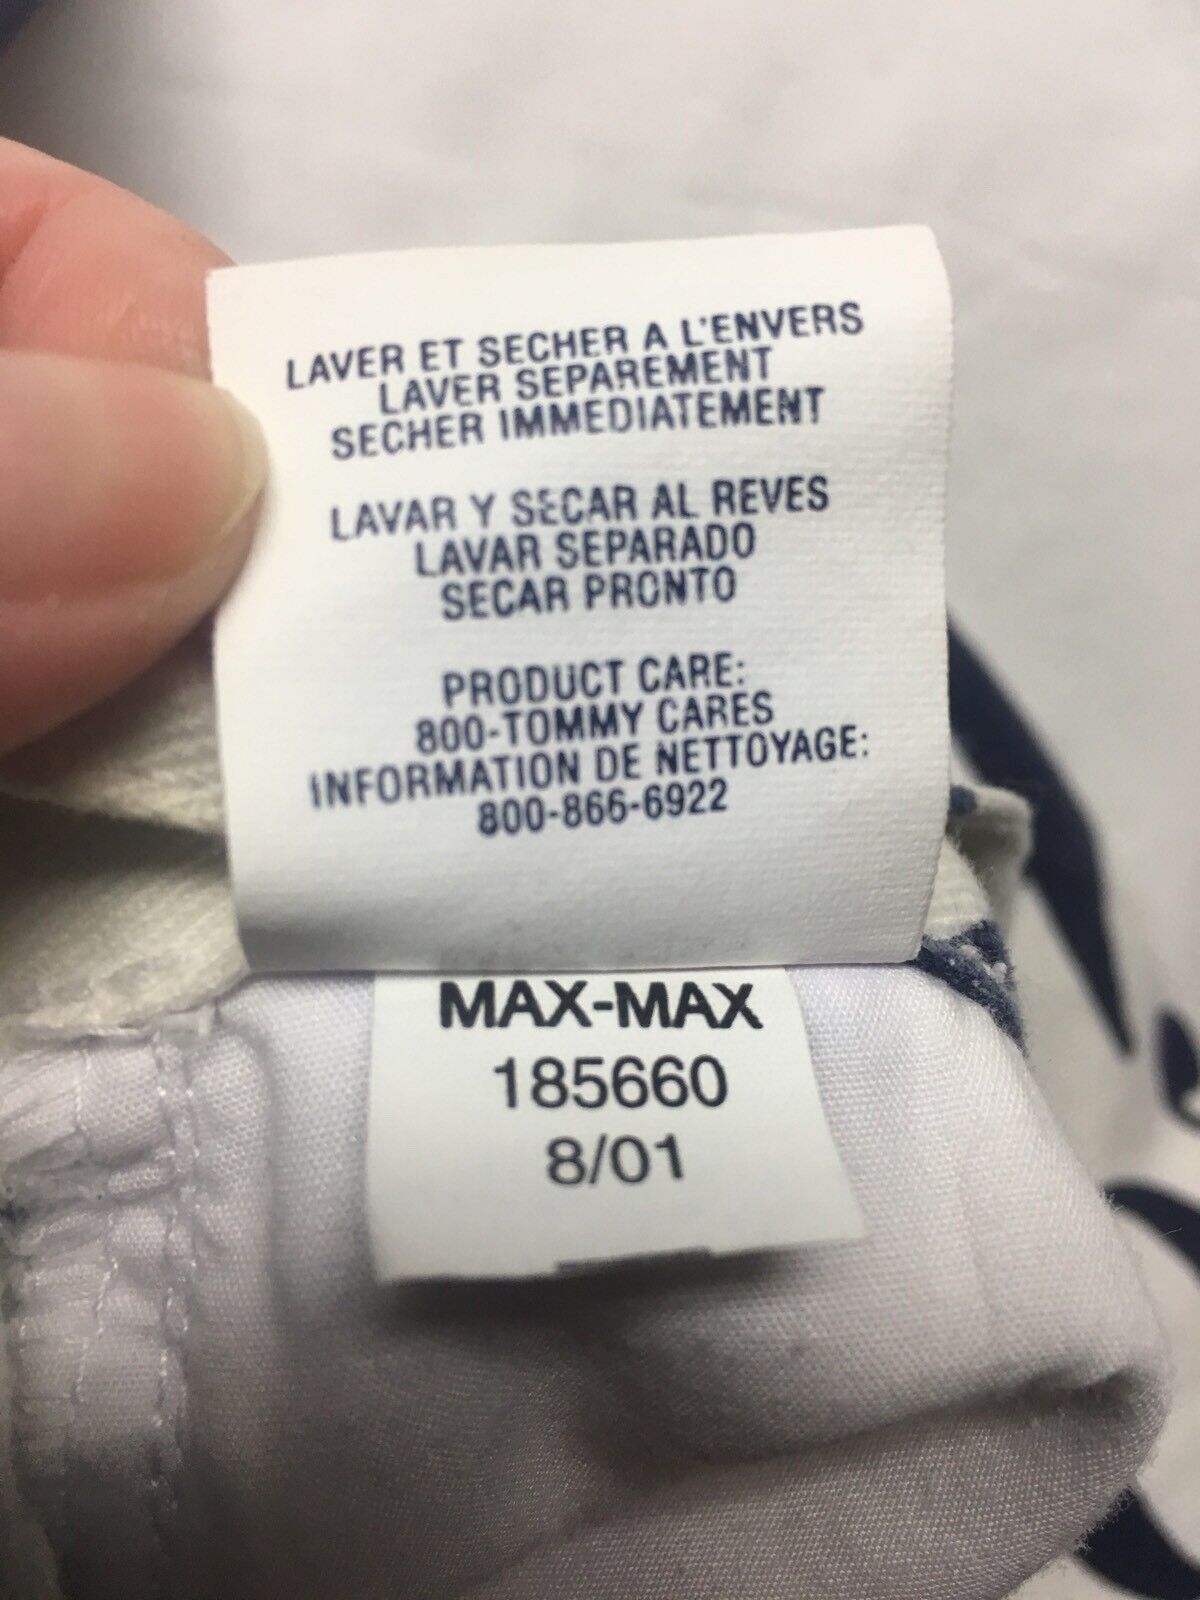 LAVER ET SECHER A L'ENVERS
LAVER SEPAREMENT
SECHER IMMEDIATEMENT
LAVAR Y SECAR AL REVES
LAVAR SEPARADO
SECAR PRONTO
PRODUCT CARE:
800-TOMMY CARES
INFORMATION DE NETTOYAGE:
800-866-6922
MAX-MAX
185660
8/01